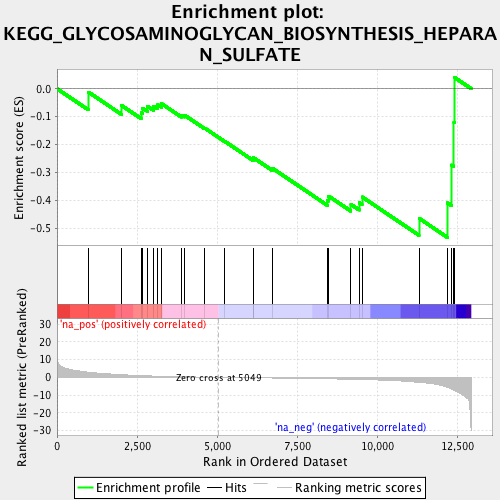 Enrichment plot:
KEGG_GLYCOSAMINOGLYCAN_BIOSYNTHESIS_HEPARA
N_SULFATE
Enrichment score (ES)
0.0
-0.1
-0.2
-0.3
-0.4
-0.5
'na_pos' (positively correlated)
Ranked list metric (PreRanked)
30
20
10
0
-10
-20
-30
Zero cross at 5049
'na_neg' (negatively correlated)
0
2,500
5,000
7,500
10,000
12,500
Rank in Ordered Dataset
Enrichment profile
Hits
Ranking metric scores